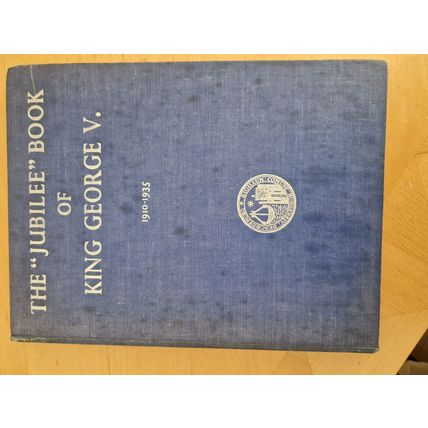 THE “JUBILEE” BOOK
OF
KING GEORGE V.
1910-1935